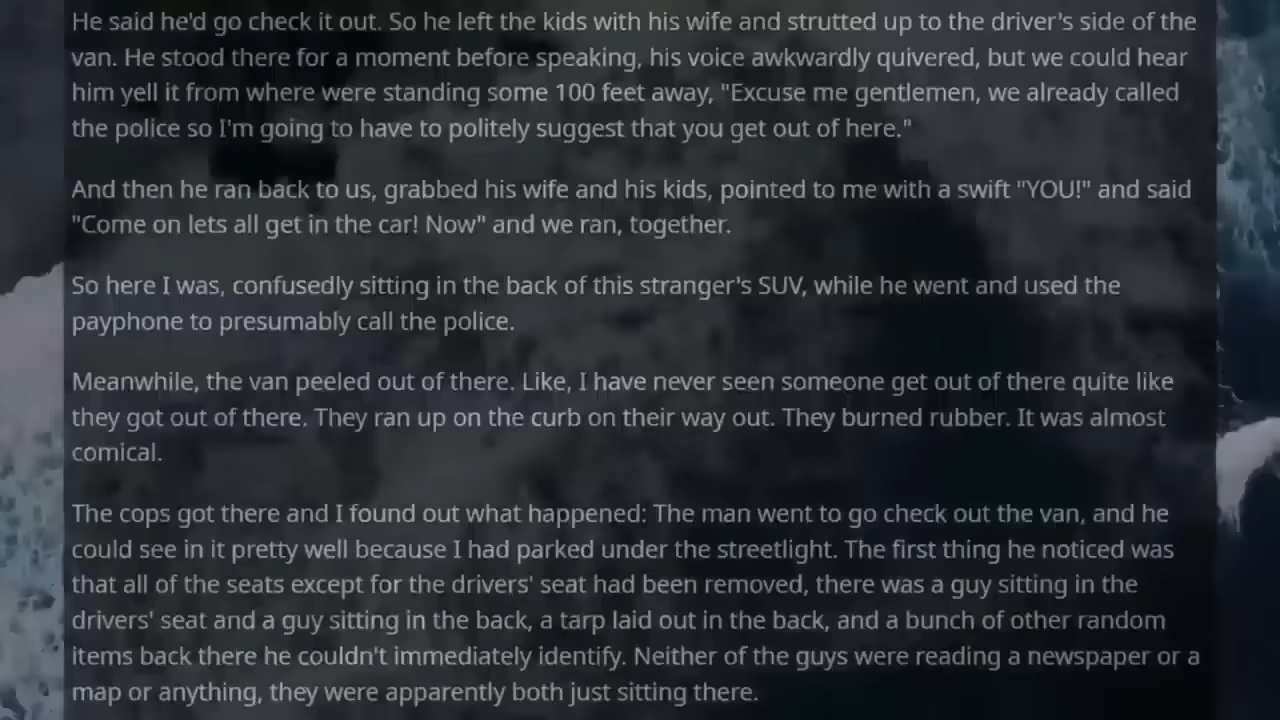 He said he'd go check it out. So he left the kids with his wife and strutted up to the driver's side of the
van. He stood there for a moment before speaking, his voice awkwardly quivered, but we could hear
him yell it from where were standing some 100 feet away, "Excuse me gentlemen, we already called
the police so I'm going to have to politely suggest that you get out of here."
And then he ran back to us, grabbed his wife and his kids, pointed to me with a swift "YOU!" and said
"Come on lets all get in the car! Now" and we ran, together.
So here I was, confusedly sitting in the back of this stranger's SUV, while he went and used the
payphone to presumably call the police.
Meanwhile, the van peeled out of there. Like, I have never seen someone get out of there quite like
they got out of there. They ran up on the curb on their way out. They burned rubber. It was almost
comical.
The cops got there and I found out what happened: The man went to go check out the van, and he
could see in it pretty well because I had parked under the streetlight. The first thing he noticed was
that all of the seats except for the drivers' seat had been removed, there was a guy sitting in the
drivers' seat and a guy sitting in the back, a tarp laid out in the back, and a bunch of other random
items back there he couldn't immediately identify. Neither of the guys were reading a newspaper or a
map or anything, they were apparently both just sitting there.